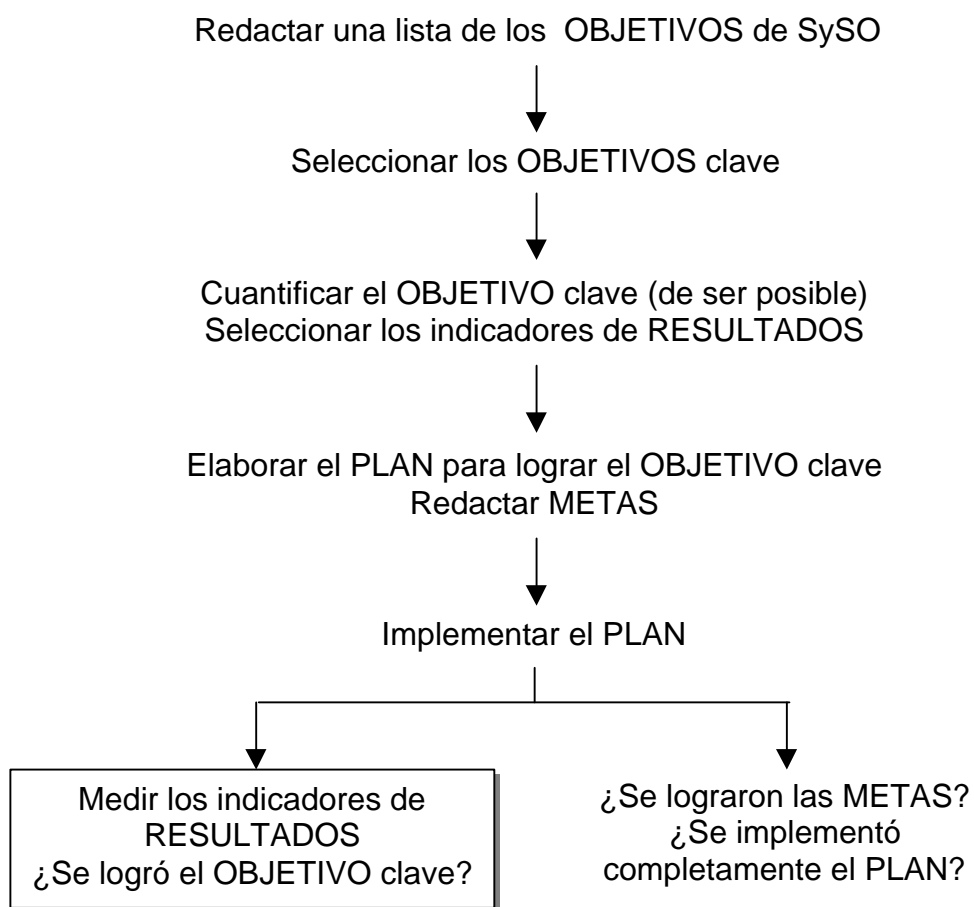 Redactar una lista de los OBJETIVOS de SySO
Seleccionar los OBJETIVOS clave
Cuantificar el OBJETIVO clave (de ser posible)
Seleccionar los indicadores de RESULTADOS
Elaborar el PLAN para lograr el OBJETIVO clave
Redactar METAS
Implementar el PLAN
Medir los indicadores de
RESULTADOS
¿Se logró el OBJETIVO clave?
¿Se lograron las METAS?
¿Se implementó
completamente el PLAN?